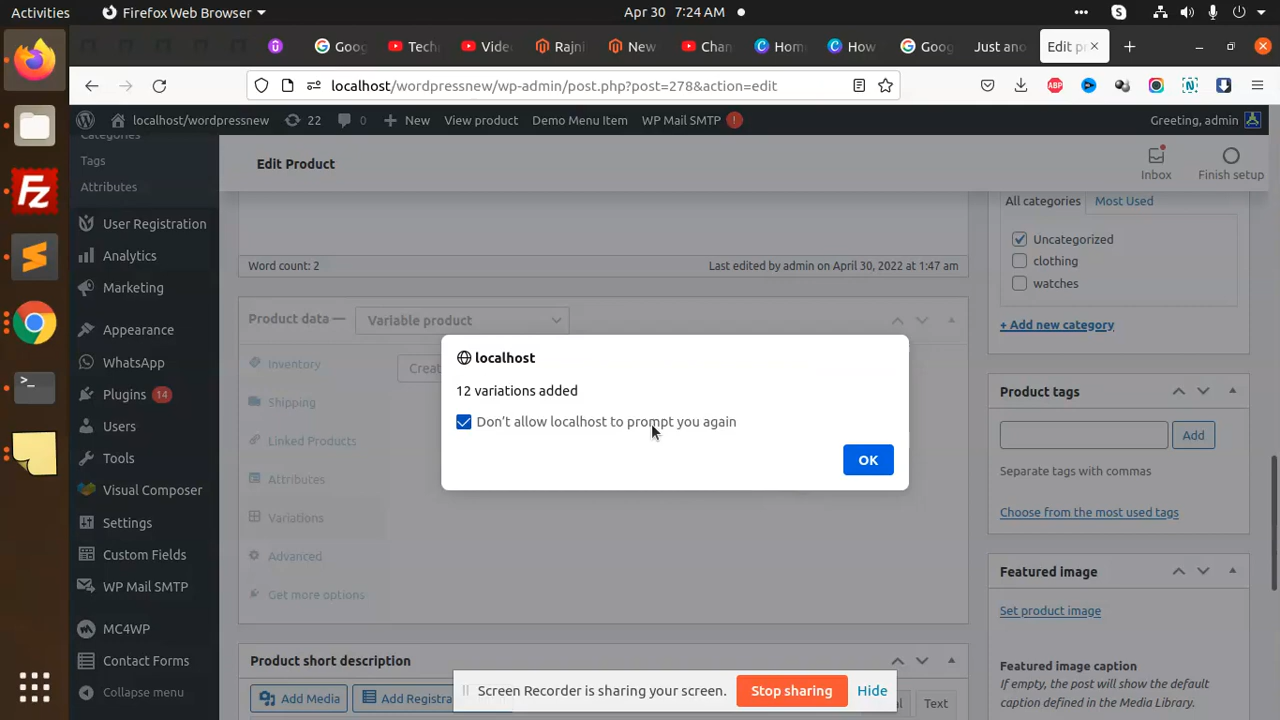 Activities
Firefox Web Browser
Apr 30 7:24 AM
Goog
Tech
Vide
Rajni
New
Chan
Hom
How
Goog
Just ano
Edit p
localhost/wordpressnew/wp-admin/post.php?post=278&action=edit
ABP
localhost/wordpressnew
22
0
New
View product
Demo Menu Item
WP Mail SMTP
Greeting, admin
Categories
Tags
Attributes
User Registration
Analytics
Marketing
Appearance
WhatsApp
Plugins 14
Users
Tools
Visual Composer
Settings
Custom Fields
WP Mail SMTP
MC4WP
Contact Forms
Collapse menu
Edit Product
Inbox
Finish setup
Word count: 2
Last edited by admin on April 30, 2022 at 1:47 am
Product data —
Variable product
Inventory
Shipping
Linked Products
Attributes
Variations
Advanced
Get more options
Creat
localhost
12 variations added
Don't allow localhost to prompt you again
OK
Product short description
Add Media
Add Registra
Text
Screen Recorder is sharing your screen.
Stop sharing
Hide
All categories
Most Used
Uncategorized
clothing
watches
+ Add new category
Product tags
Add
Separate tags with commas
Choose from the most used tags
Featured image
Set product image
Featured image caption
If empty, the post will show the default
caption defined in the Media Library.